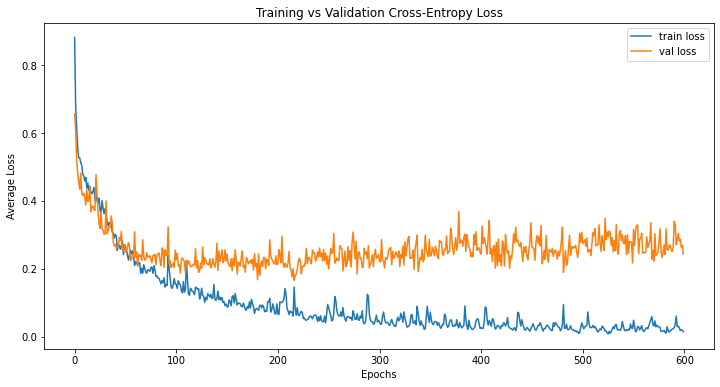 Training vs Validation Cross-Entropy Loss
train loss
val loss
Average Loss
0.8
0.6
0.4
0.2
0.0
0 100 200 300 400 500 600
Epochs